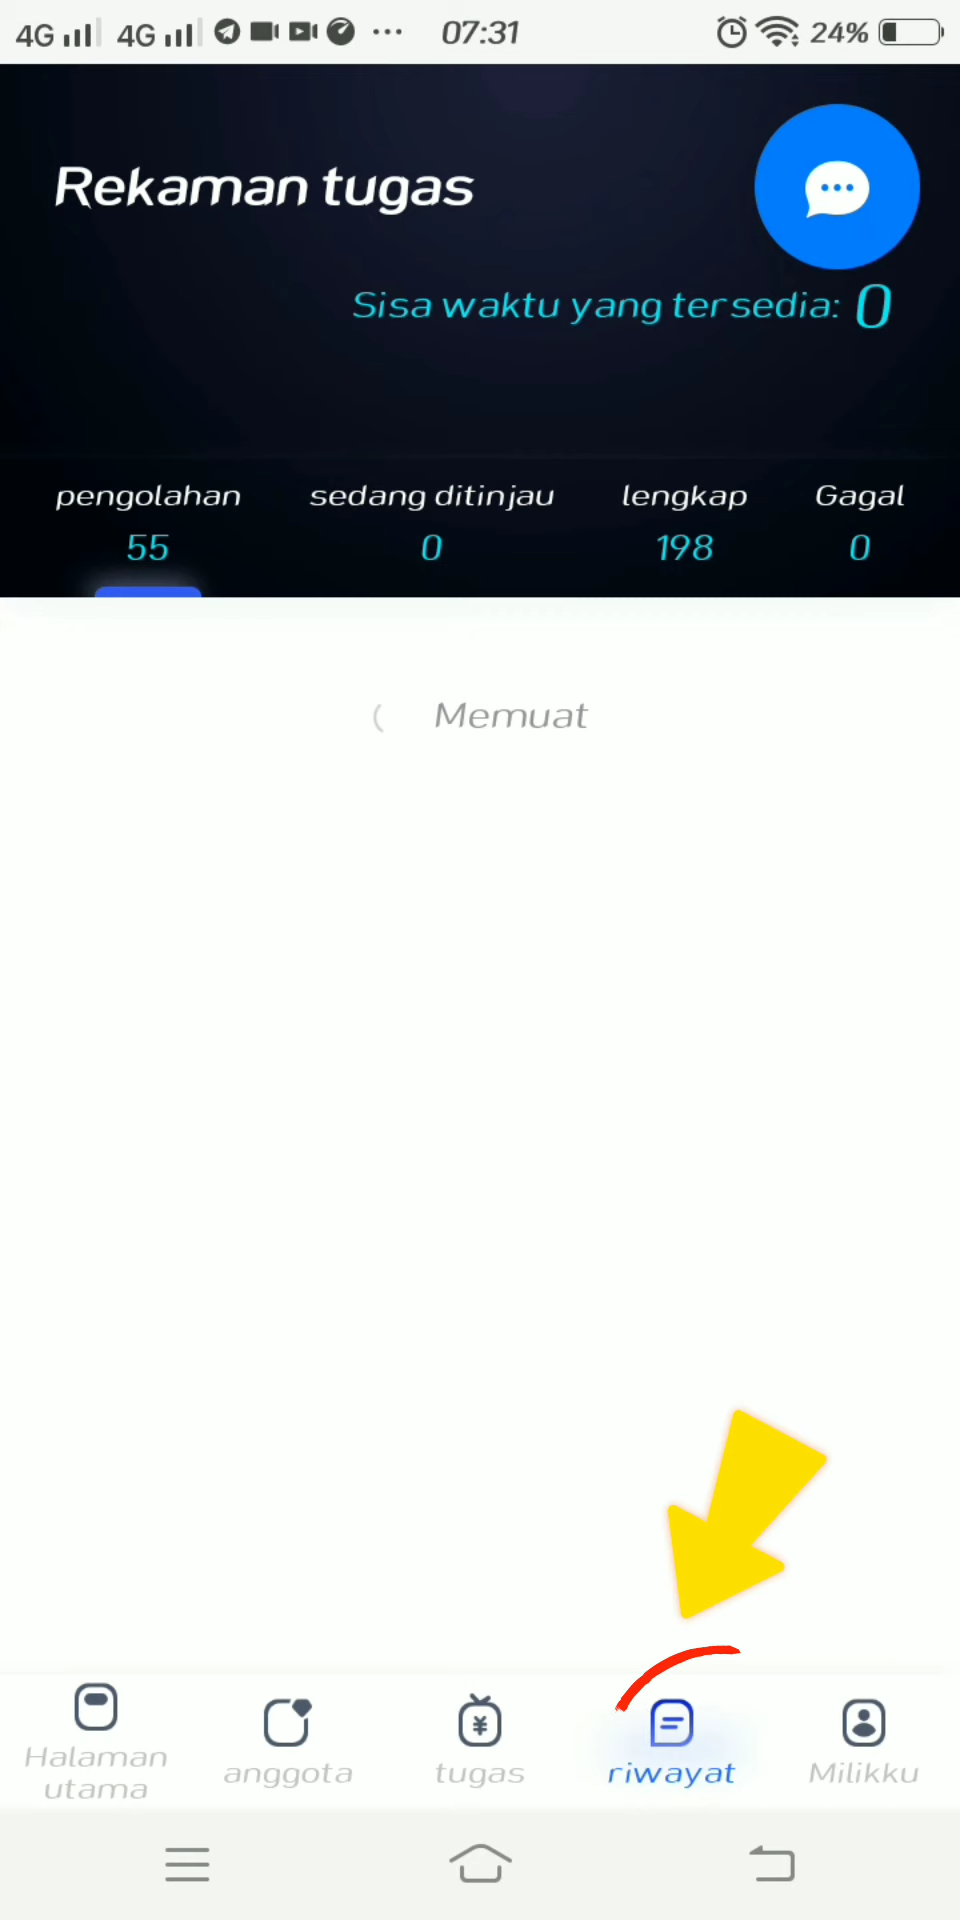 4G 4G 07:31 24%
Rekaman tugas
Sisa waktu yang tersedia: 0
pengolahan sedang ditinjau lengkap Gagal
55 0 198 0
Memuat
Halaman utama anggota tugas riwayat Milikku